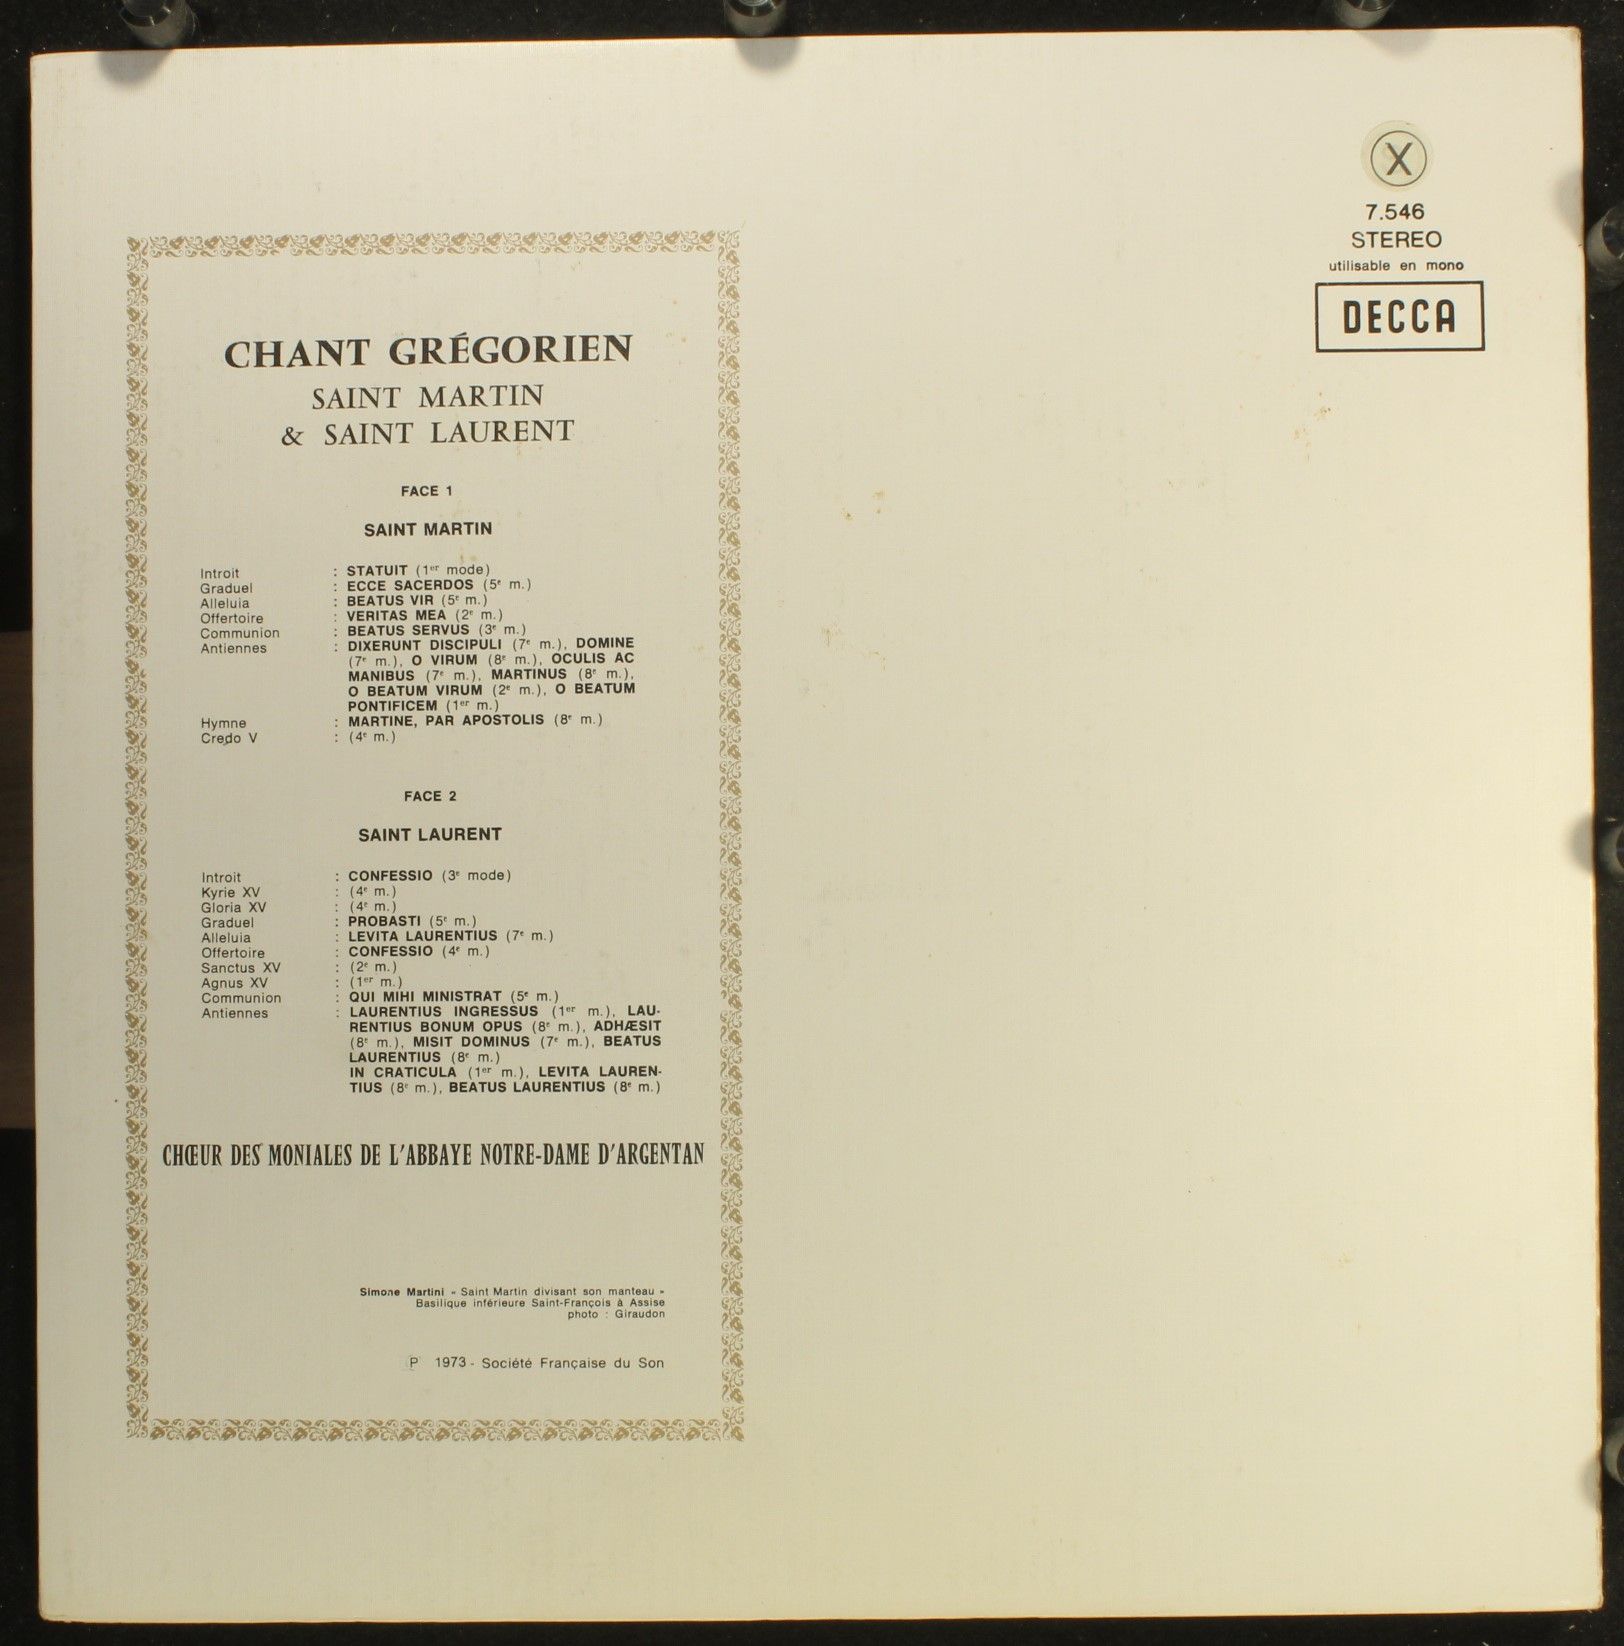 X
7.546
STEREO
utilisable en mono
DECCA
CHANT GRÉGORIEN
SAINT MARTIN
& SAINT LAURENT
FACE 1
SAINT MARTIN
Introit : STATUIT (1er mode)
Graduel : ECCE SACERDOS (5e m.)
Alleluia : BEATUS VIR (5e m.)
Offertoire : VERITAS MEA (2e m.)
Communion : BEATUS SERVUS (3e m.)
Antiennes : DIXERUNT DISCIPULI (7e m.), DOMINE
(7e m.), O VIRUM (8e m.), OCULIS AC
MANIBUS (7e m.), MARTINUS (8e m.),
O BEATUM VIRUM (2e m.), O BEATUM
PONTIFICEM (1er m.)
Hymne : MARTINE, PAR APOSTOLIS (8e m.)
Credo V : (4e m.)
FACE 2
SAINT LAURENT
Introit : CONFESSIO (3e mode)
Kyrie XV : (4e m.)
Gloria XV : (4e m.)
Graduel : PROBASTI (5e m.)
Alleluia : LEVITA LAURENTIUS (7e m.)
Offertoire : CONFESSIO (4e m.)
Sanctus XV : (2e m.)
Agnus XV : (1er m.)
Communion : QUI MIHI MINISTRAT (5e m.)
Antiennes : LAURENTIUS INGRESSUS (1er m.), LAU-
RENTIUS BONUM OPUS (8e m.), ADHÆSIT
(8e m.), MISIT DOMINUS (7e m.), BEATUS
LAURENTIUS (8e m.)
IN CRATICULA (1er m.), LEVITA LAUREN-
TIUS (8e m.), BEATUS LAURENTIUS (8e m.)
CHŒUR DES MONIALES DE L'ABBAYE NOTRE-DAME D'ARGENTAN
Simone Martini « Saint Martin divisant son manteau »
Basilique inférieure Saint-François à Assise
photo : Giraudon
℗ 1973 - Société Française du Son